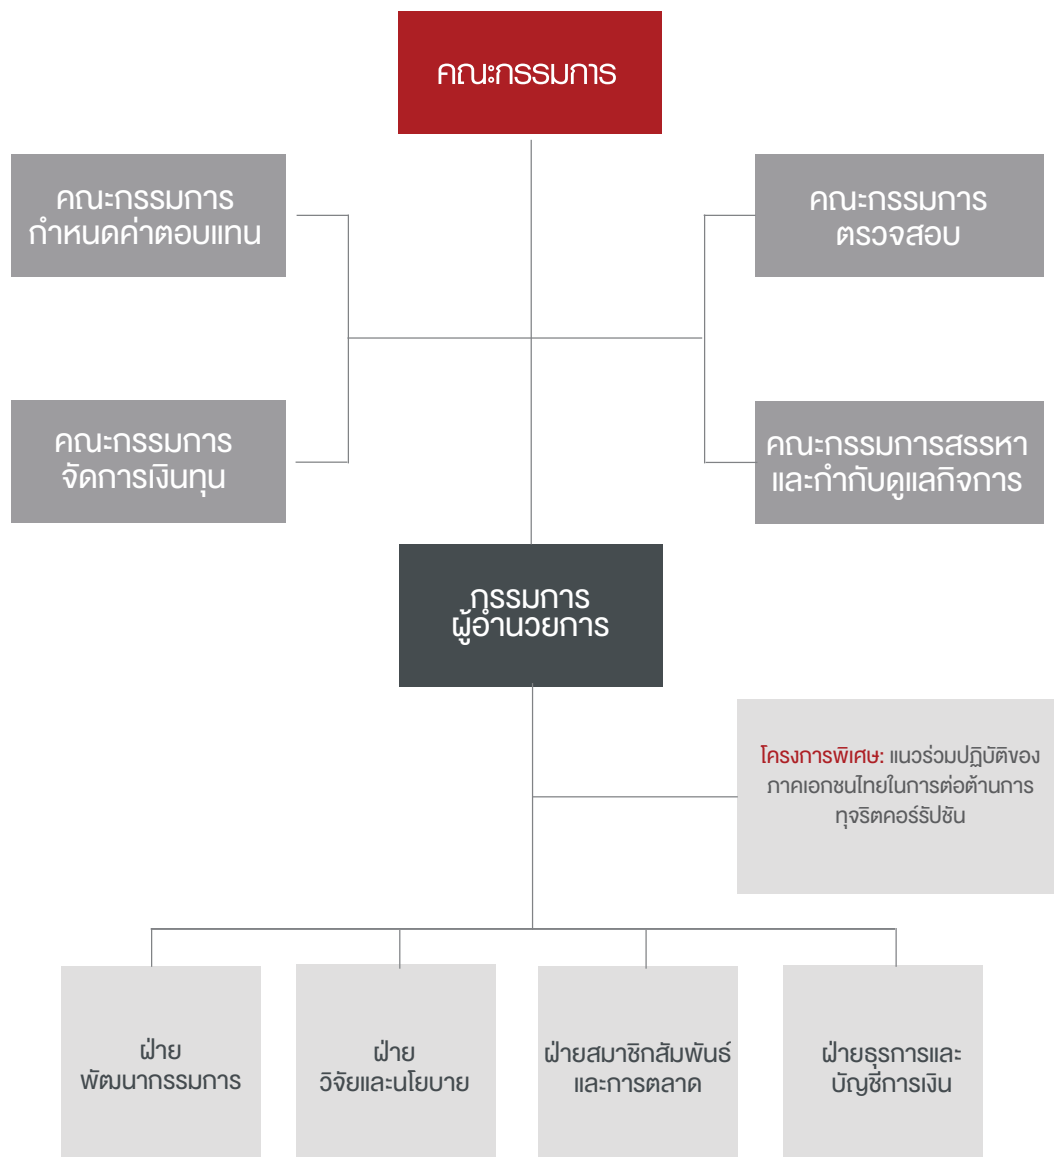 คณะกรรมการ
คณะกรรมการ
กำหนดค่าตอบแทน
คณะกรรมการ
ตรวจสอบ
คณะกรรมการ
จัดการเงินทุน
คณะกรรมการสรรหา
และกำกับดูแลกิจการ
กรรมการ
ผู้อำนวยการ
โครงการพิเศษ: แนวร่วมปฏิบัติของ
ภาคเอกชนไทยในการต่อต้านการ
ทุจริตคอร์รัปชัน
ฝ่าย
พัฒนากรรมการ
ฝ่าย
วิจัยและนโยบาย
ฝ่ายสมาชิกสัมพันธ์
และการตลาด
ฝ่ายธุรการและ
บัญชีการเงิน